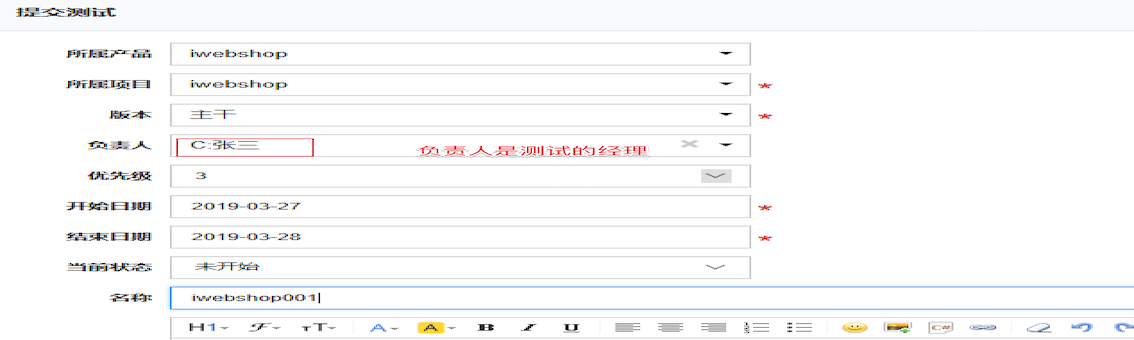 提交测试
所属产品 iwebshop
所属项目 iwebshop *
版本 主干 *
负责人 C:张三 负责人是测试的经理
优先级 3
开始日期 2019-03-27 *
结束日期 2019-03-28 *
当前状态 未开始
名称 iwebshop001
H1 F TT A A B I U C#